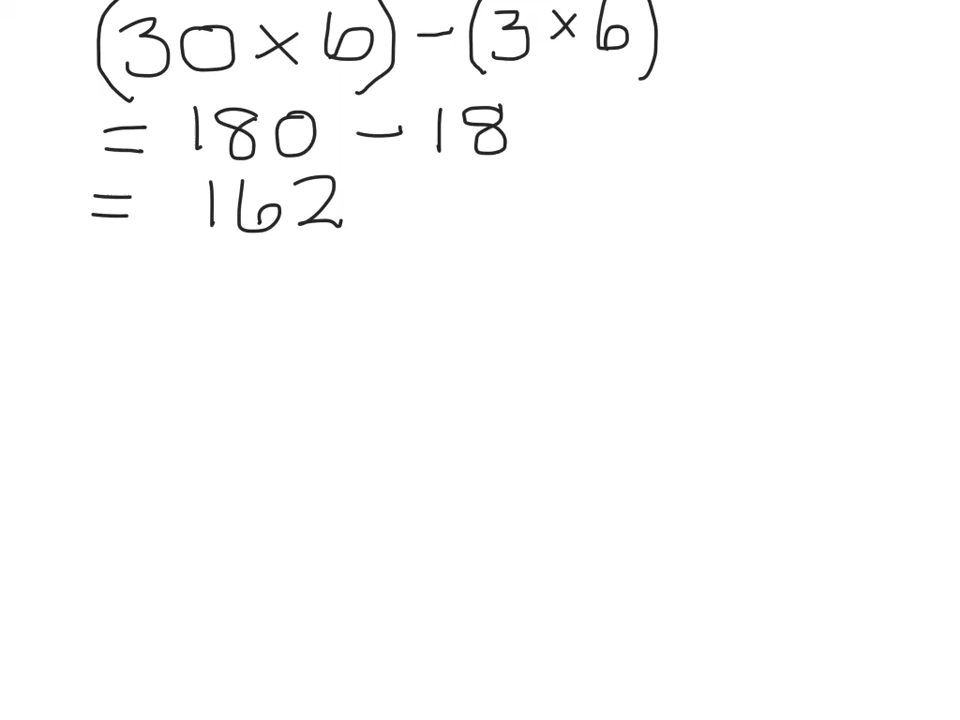 (30 × 6) - (3 × 6)
= 180 - 18
= 162